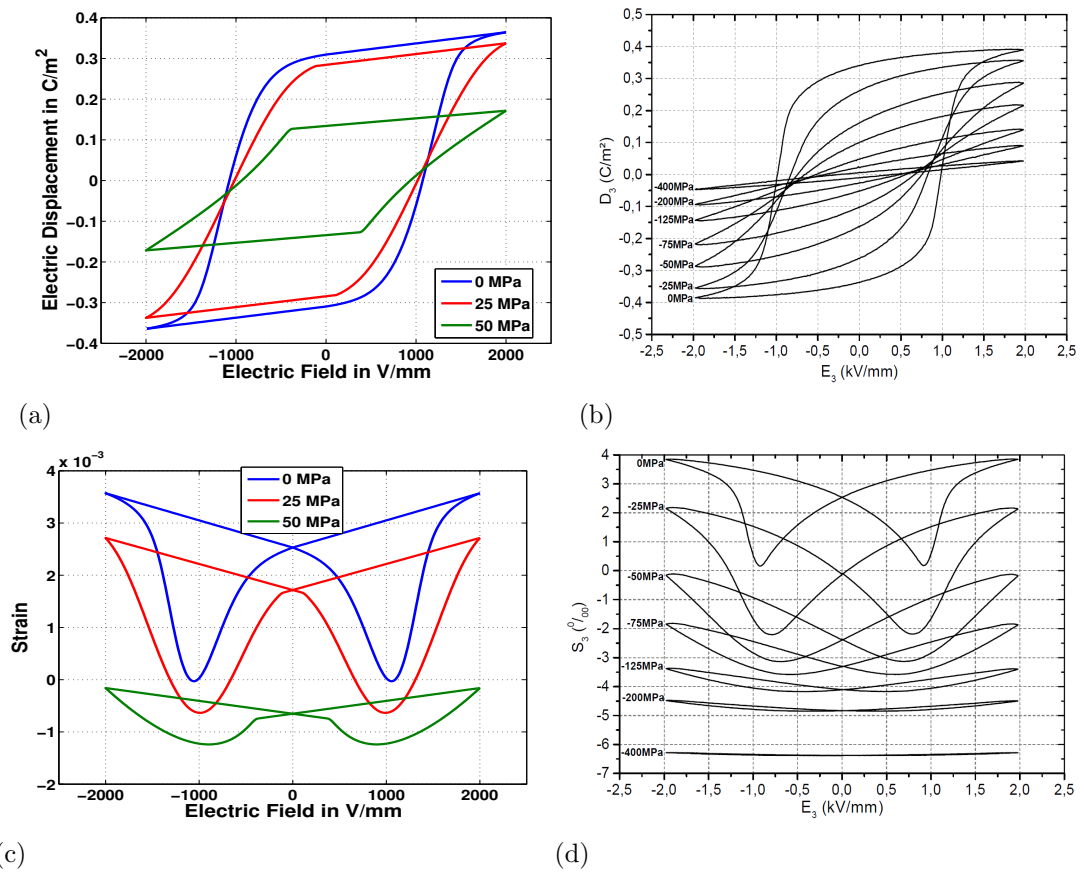 0.4
0.3
0.2
0.1
0
−0.1
−0.2
−0.3
−0.4
Electric Displacement in C/m²
−2000 −1000 0 1000 2000
Electric Field in V/mm
0 MPa
25 MPa
50 MPa
(a)
0,5
0,4
0,3
0,2
0,1
0,0
-0,1
-0,2
-0,3
-0,4
-0,5
D₃ (C/m²)
-400MPa
-200MPa
-125MPa
-75MPa
-50MPa
-25MPa
0MPa
-2,5 -2,0 -1,5 -1,0 -0,5 0,0 0,5 1,0 1,5 2,0 2,5
E₃ (kV/mm)
(b)
x 10⁻³
4
3
2
1
0
−1
−2
Strain
0 MPa
25 MPa
50 MPa
−2000 −1000 0 1000 2000
Electric Field in V/mm
(c)
4
3
2
1
0
-1
-2
-3
-4
-5
-6
-7
S₃ (⁰/₀₀)
0MPa
-25MPa
-50MPa
-75MPa
-125MPa
-200MPa
-400MPa
-2,5 -2,0 -1,5 -1,0 -0,5 0,0 0,5 1,0 1,5 2,0 2,5
E₃ (kV/mm)
(d)